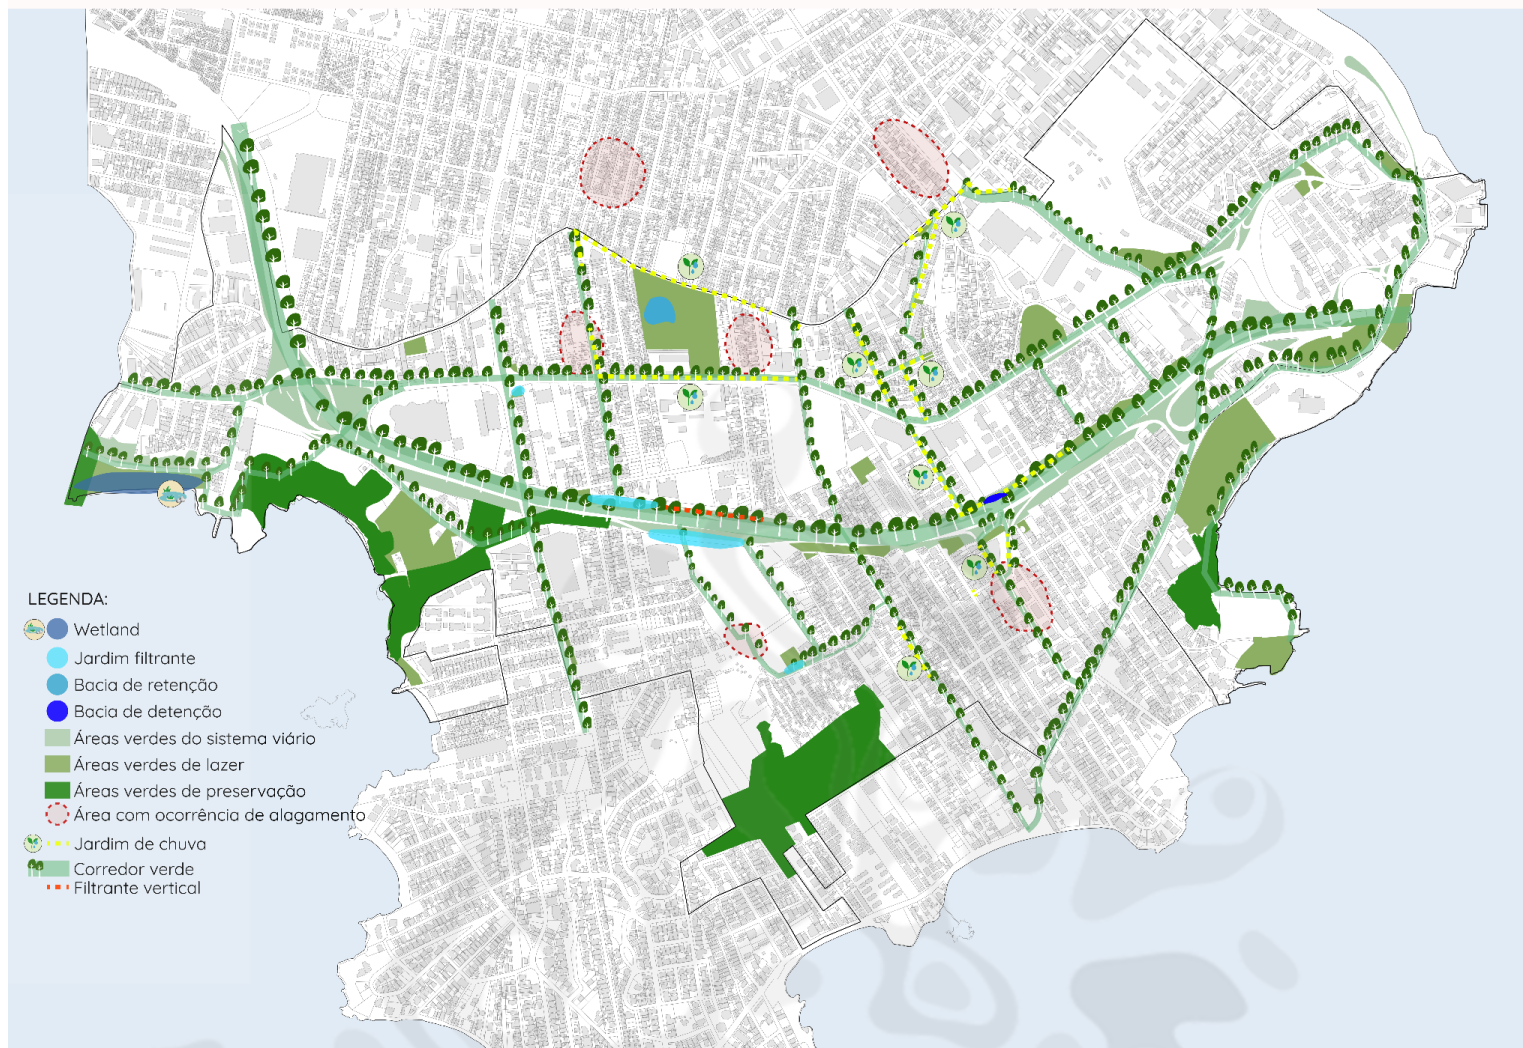 LEGENDA:
Wetland
Jardim filtrante
Bacia de retenção
Bacia de detenção
Áreas verdes do sistema viário
Áreas verdes de lazer
Áreas verdes de preservação
Área com ocorrência de alagamento
Jardim de chuva
Corredor verde
Filtrante vertical